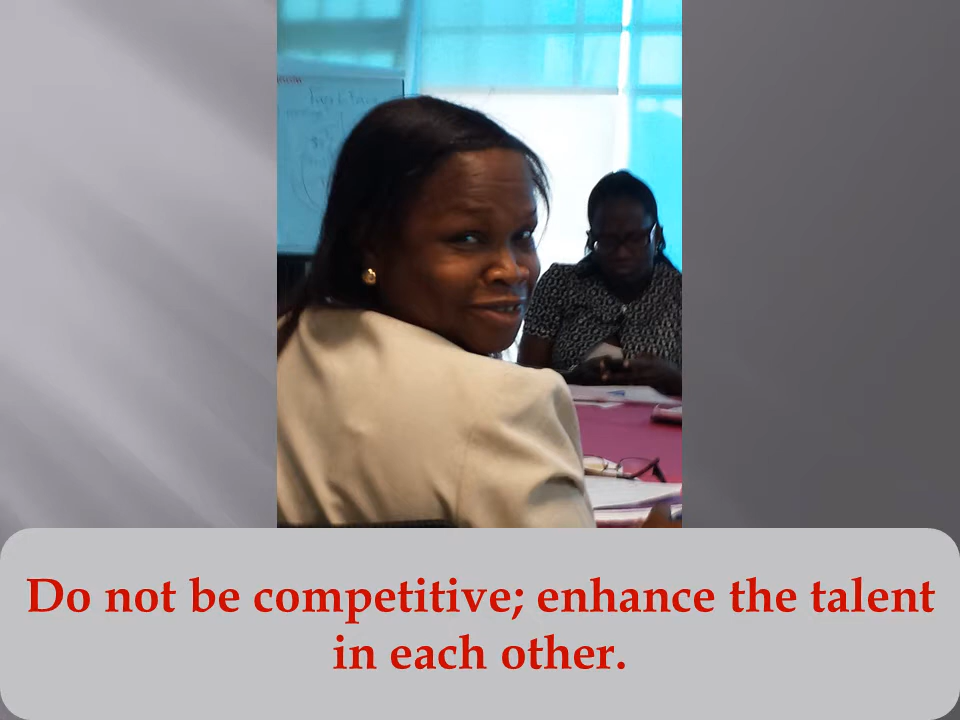 Do not be competitive; enhance the talent
in each other.